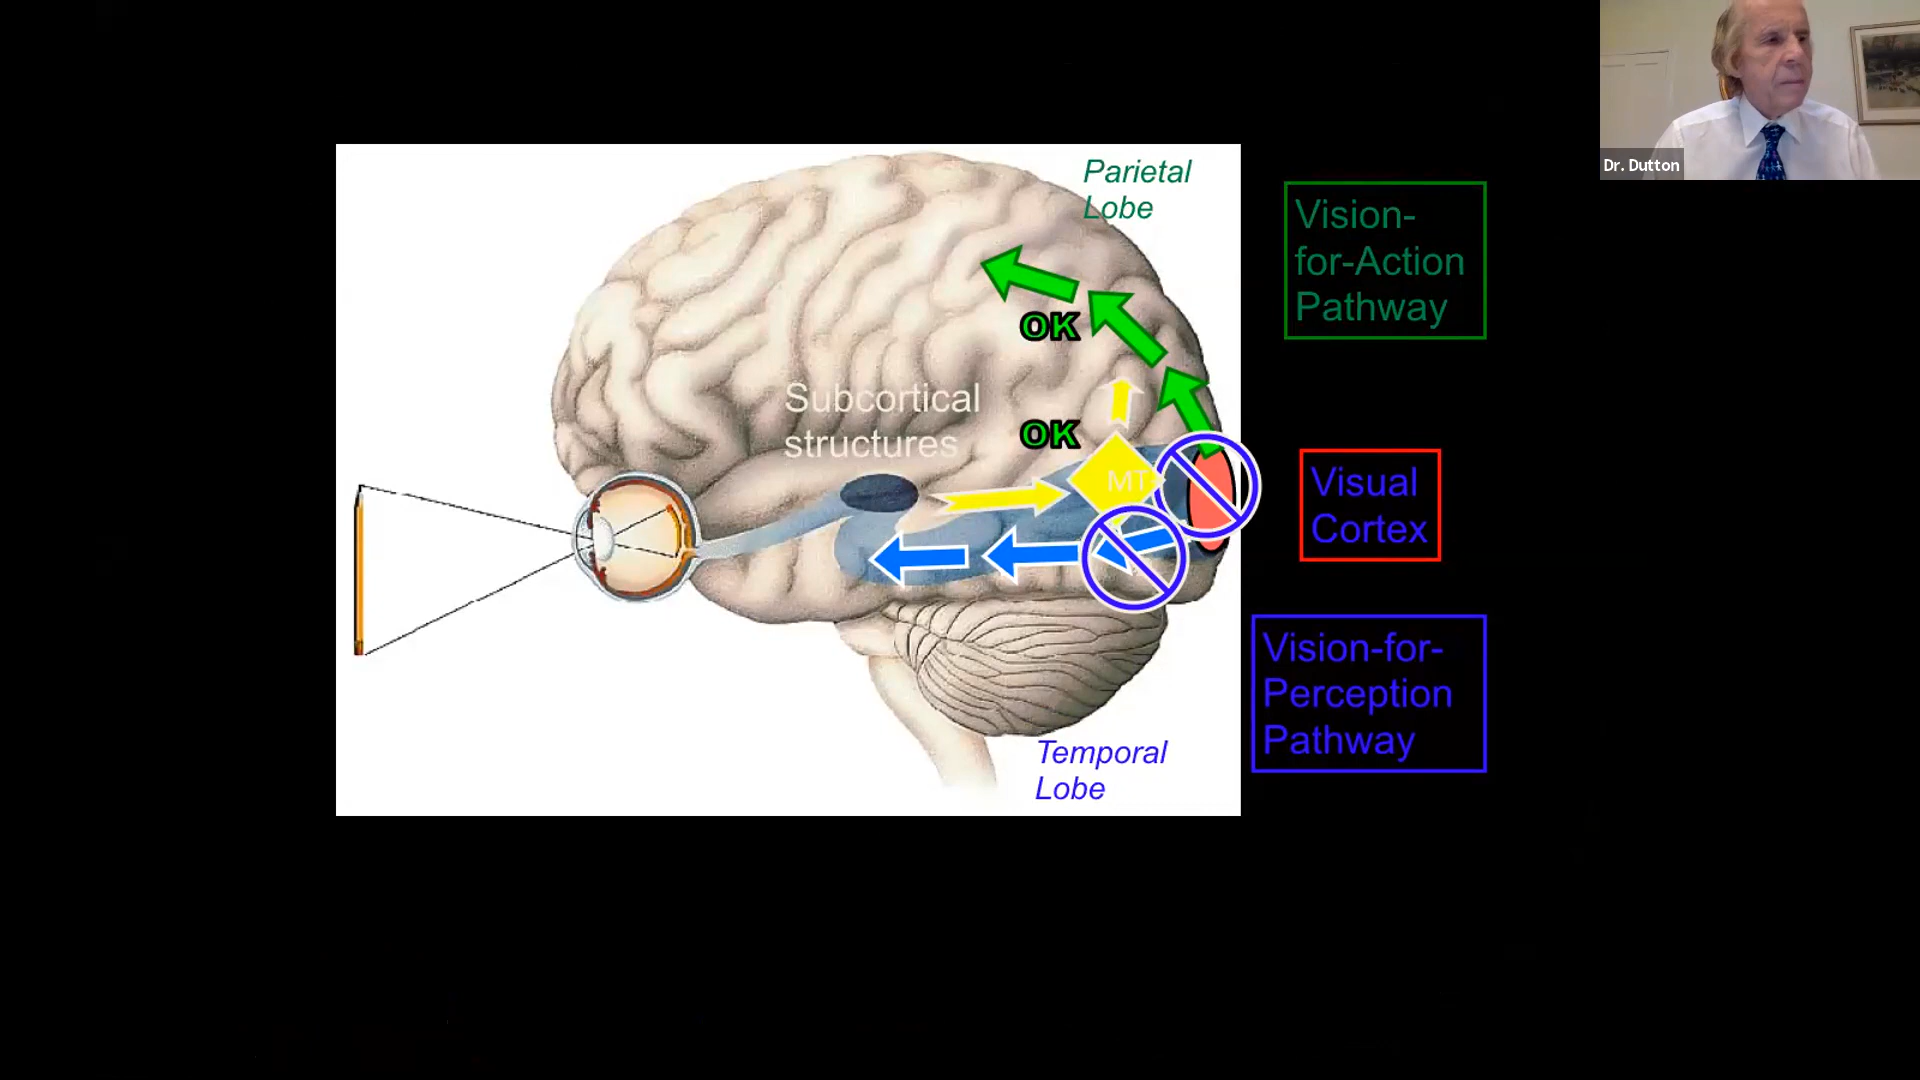 Dr. Dutton
Parietal
Lobe
Vision-
for-Action
Pathway
OK
Subcortical
structures
OK
MT
Visual
Cortex
Vision-for-
Perception
Pathway
Temporal
Lobe